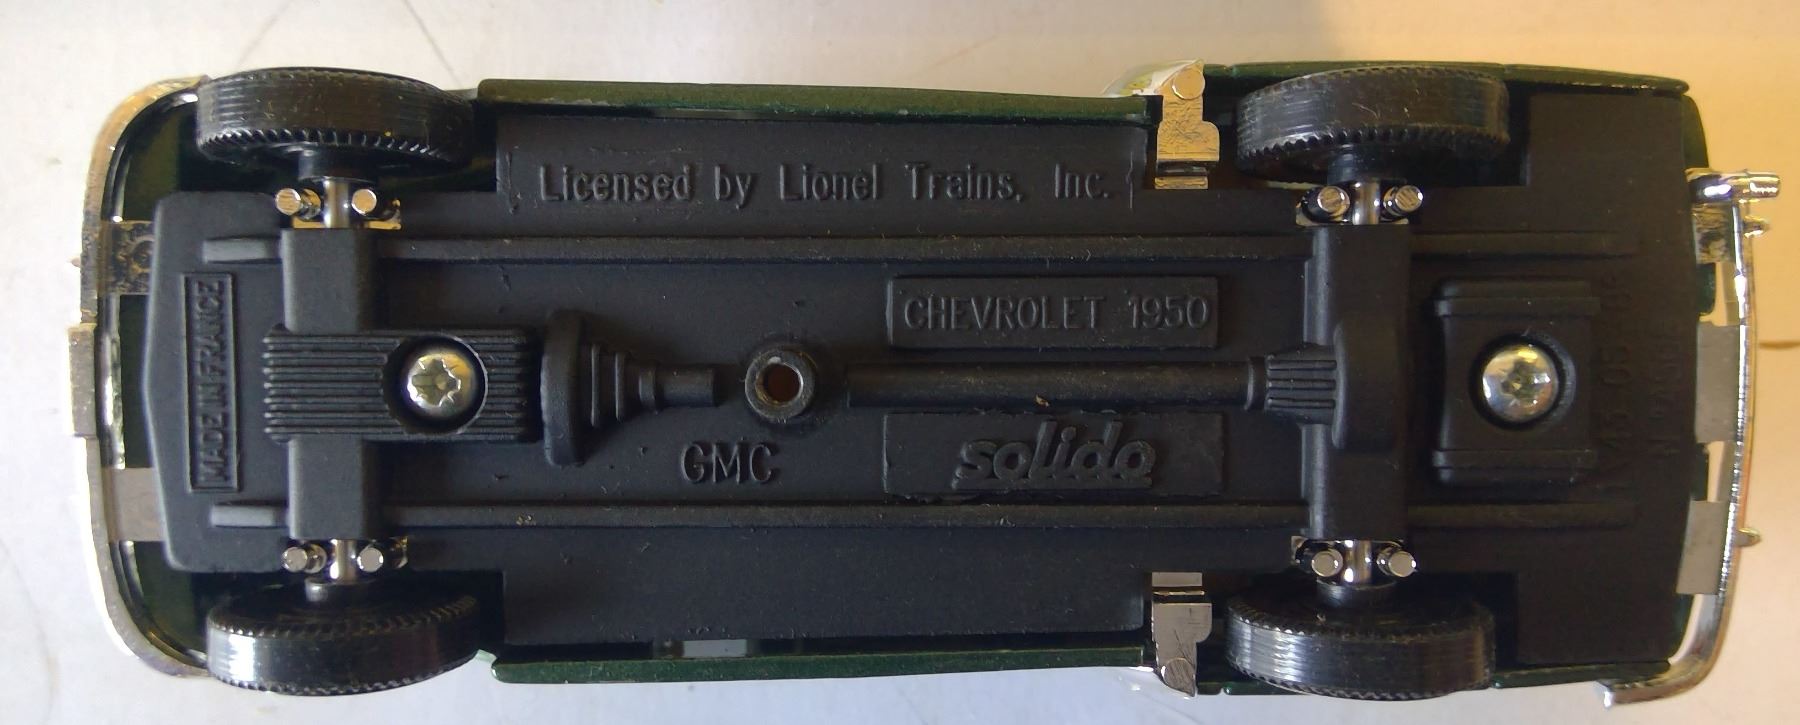 Licensed by Lionel Trains, Inc.
MADE IN FRANCE
CHEVROLET 1950
GMC
solido